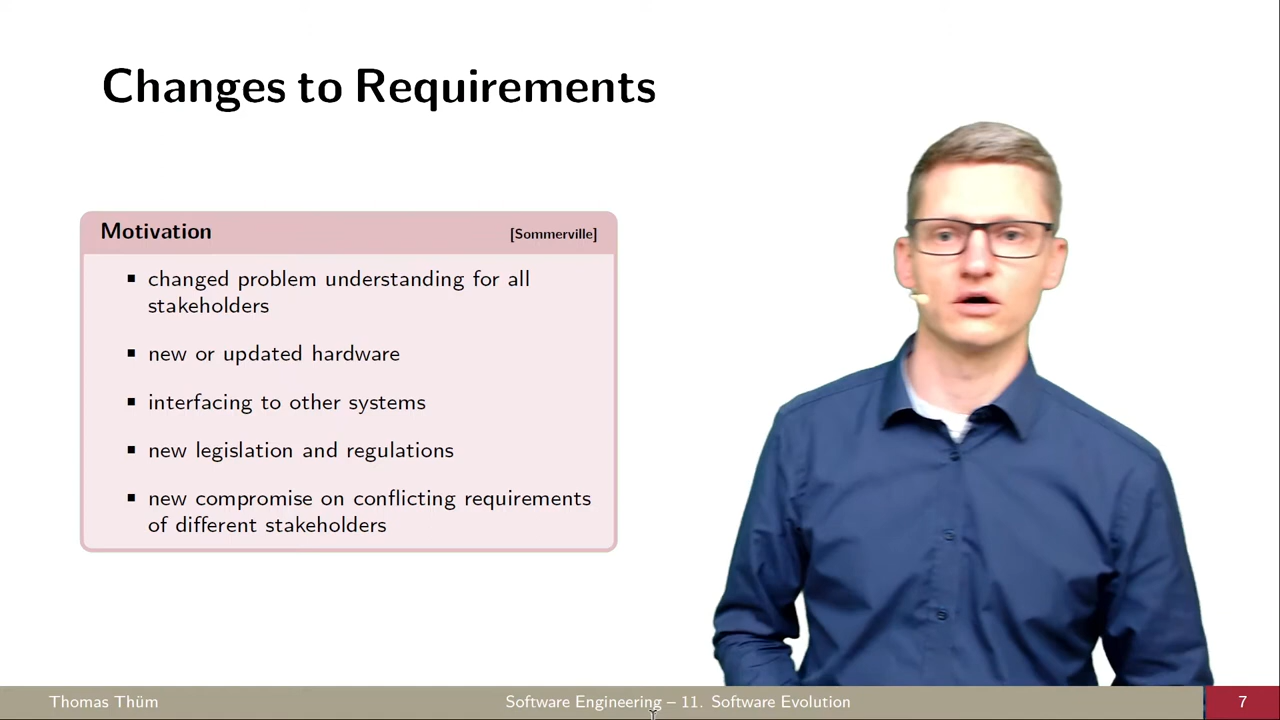 Changes to Requirements
Motivation [Sommerville]
▪ changed problem understanding for all
stakeholders
▪ new or updated hardware
▪ interfacing to other systems
▪ new legislation and regulations
▪ new compromise on conflicting requirements
of different stakeholders
Thomas Thüm Software Engineering – 11. Software Evolution 7